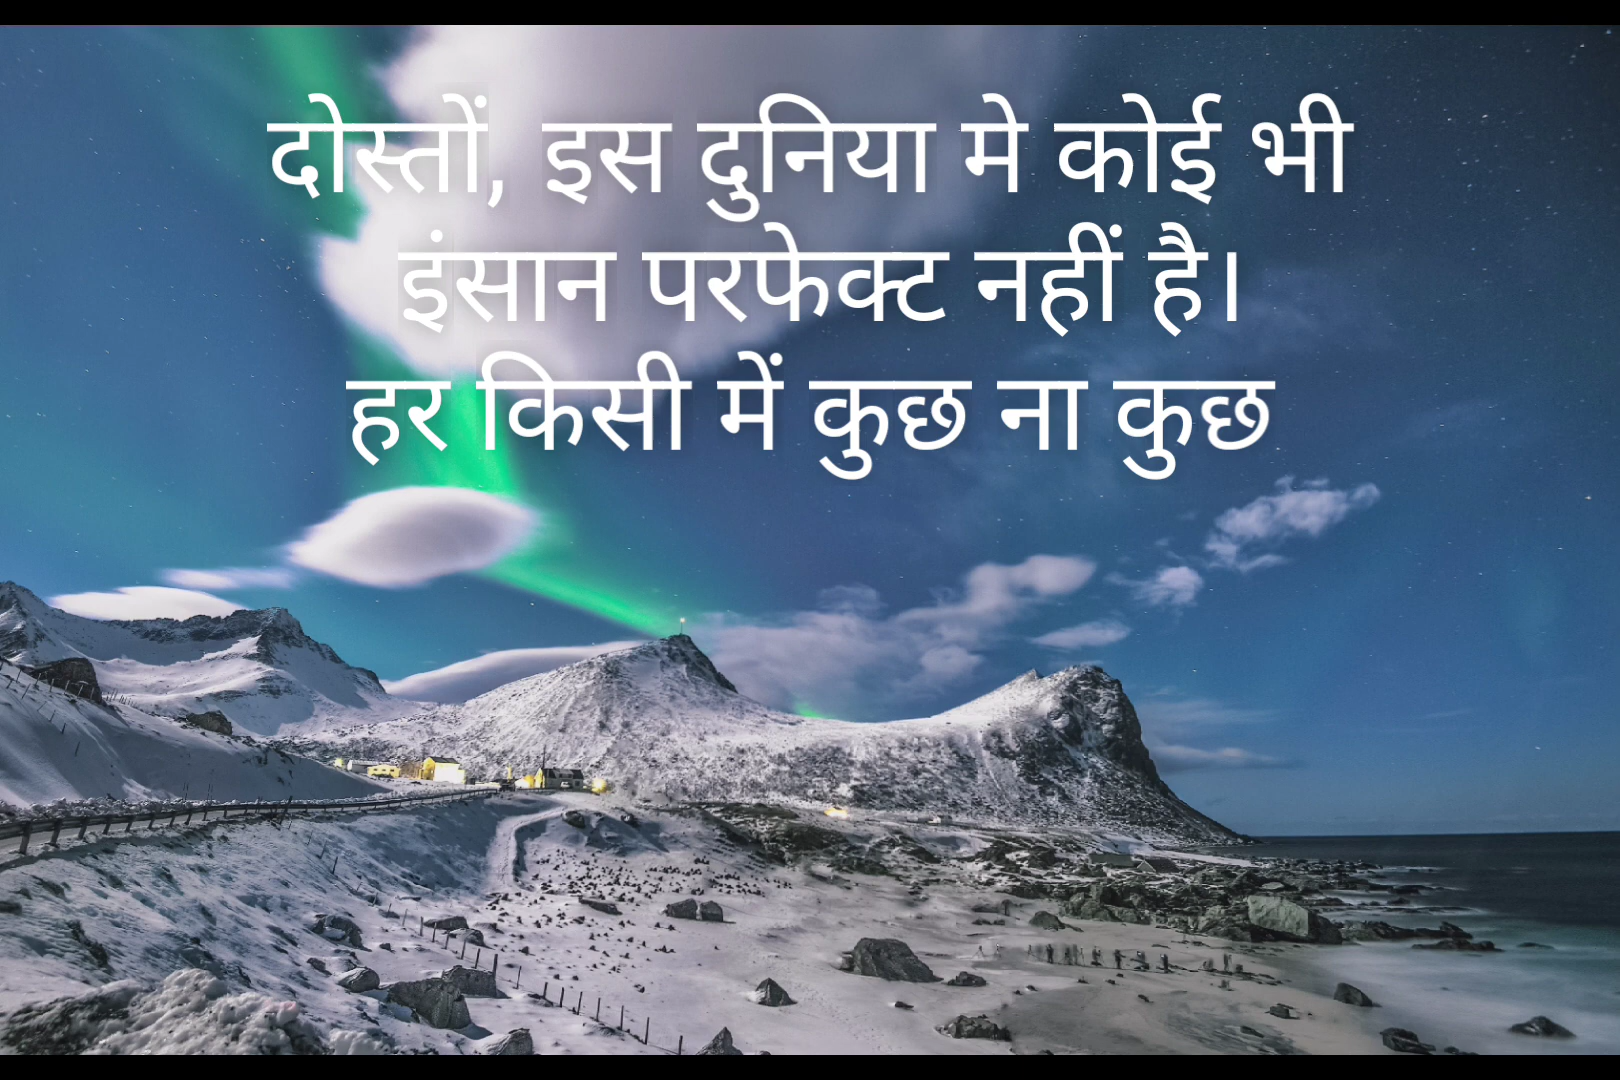 दोस्तों, इस दुनिया मे कोई भी
इंसान परफेक्ट नहीं है।
हर किसी में कुछ ना कुछ